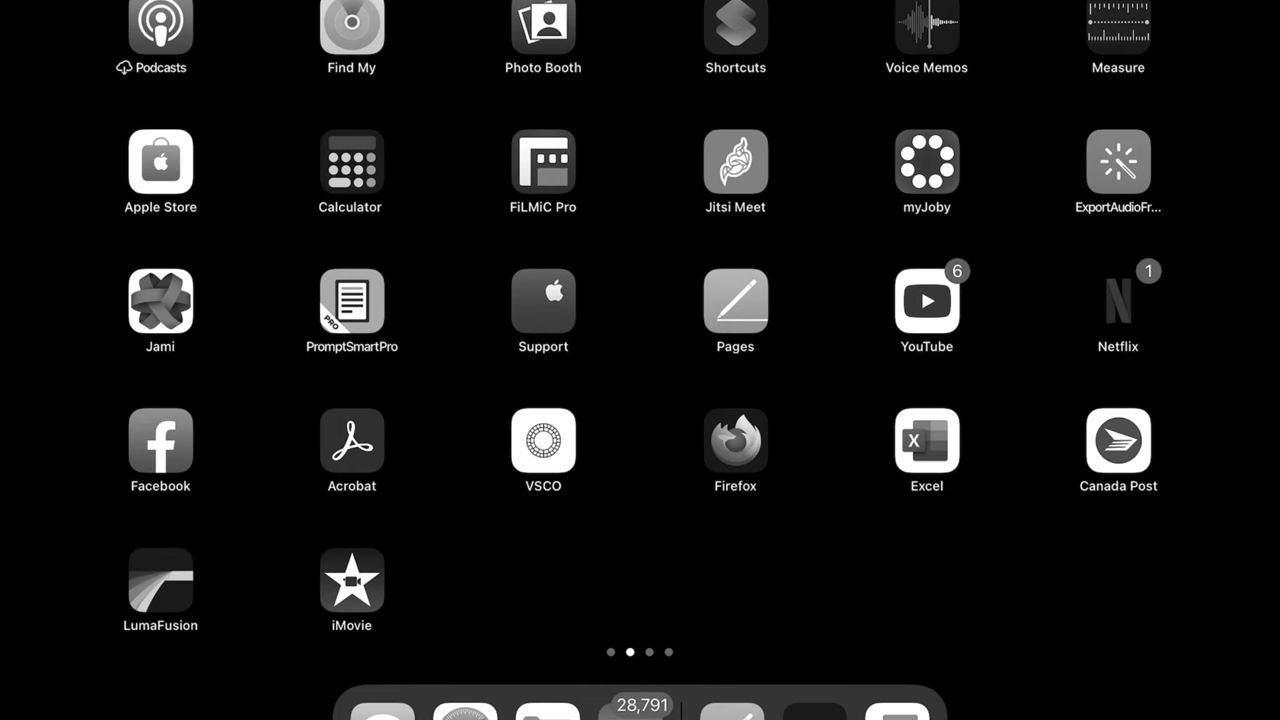 Podcasts Find My Photo Booth Shortcuts Voice Memos Measure
Apple Store Calculator FiLMiC Pro Jitsi Meet myJoby ExportAudioFr...
6 1
PRO
Jami PromptSmartPro Support Pages YouTube Netflix
X
Facebook Acrobat VSCO Firefox Excel Canada Post
LumaFusion iMovie
28,791